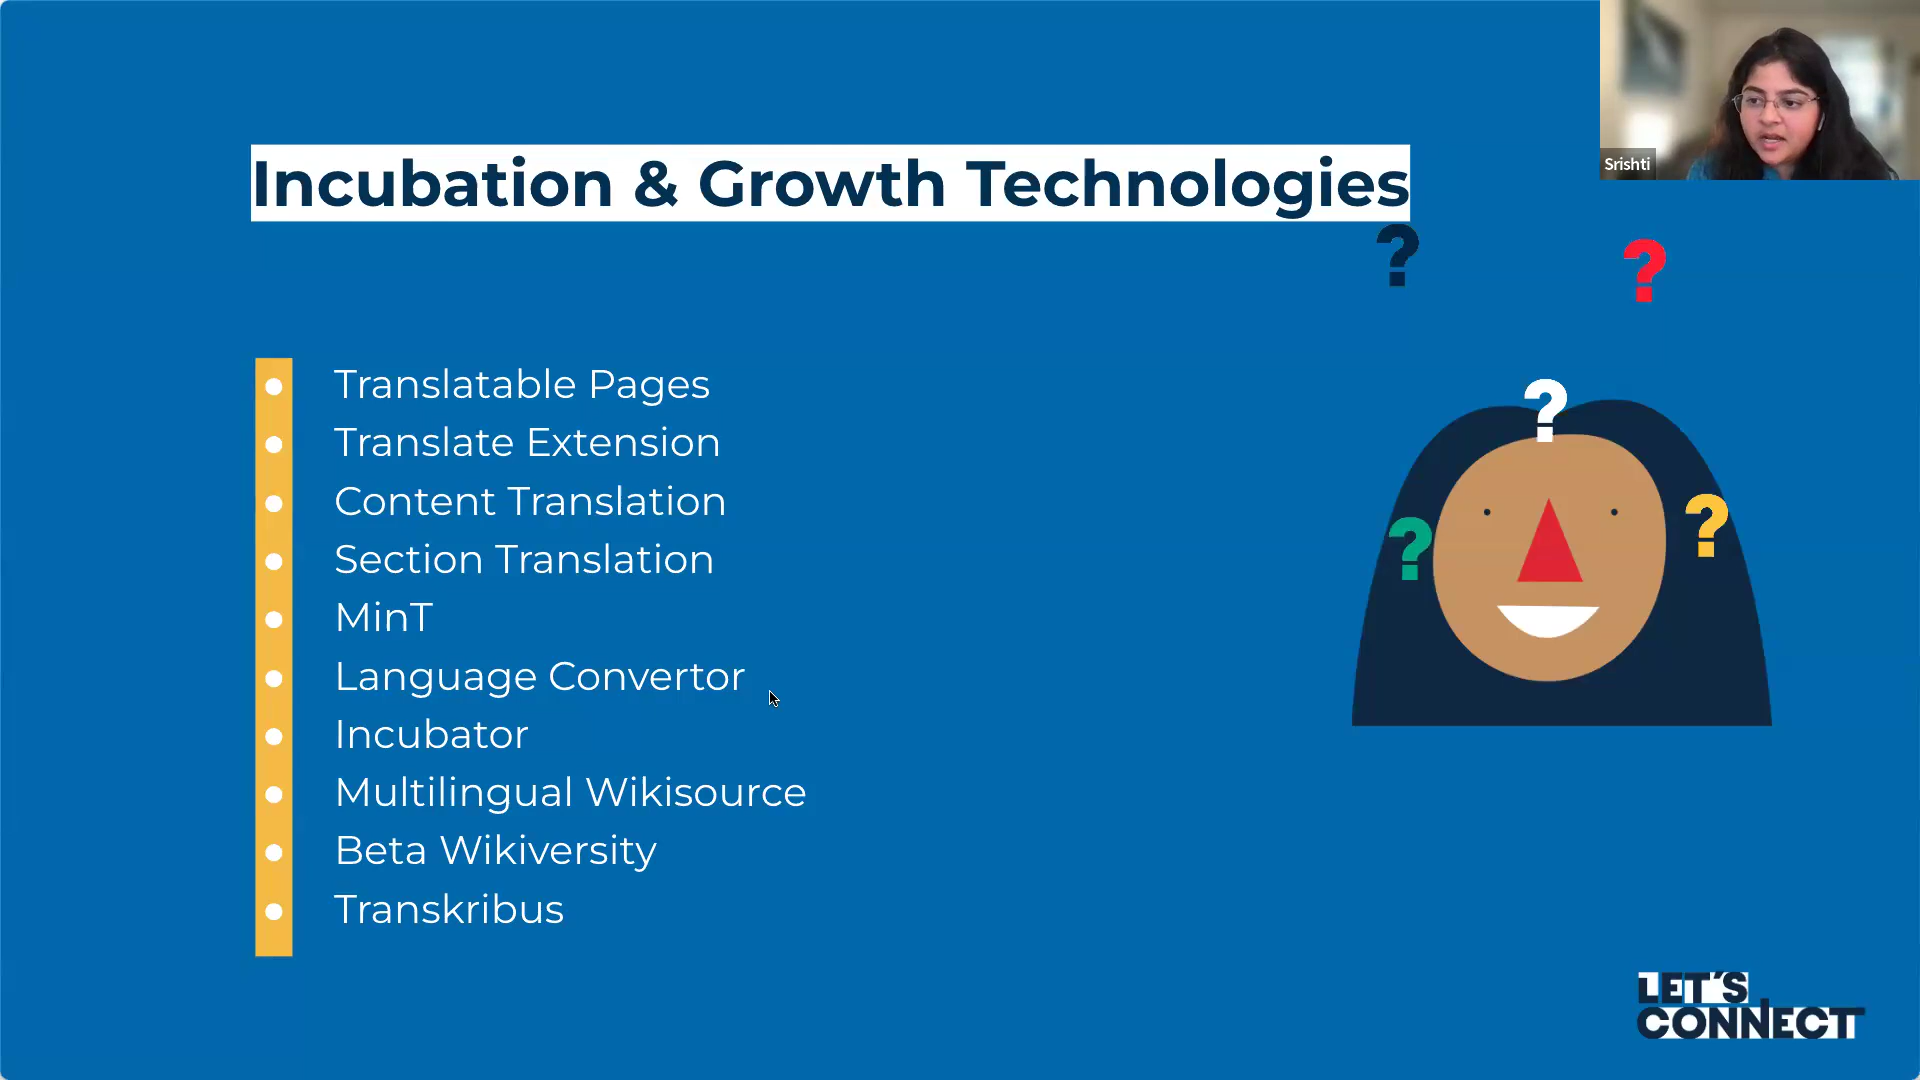 Srishti
Incubation & Growth Technologies
?
?
?
?
?
Translatable Pages
Translate Extension
Content Translation
Section Translation
MinT
Language Convertor
Incubator
Multilingual Wikisource
Beta Wikiversity
Transkribus
LET'S
CONNECT